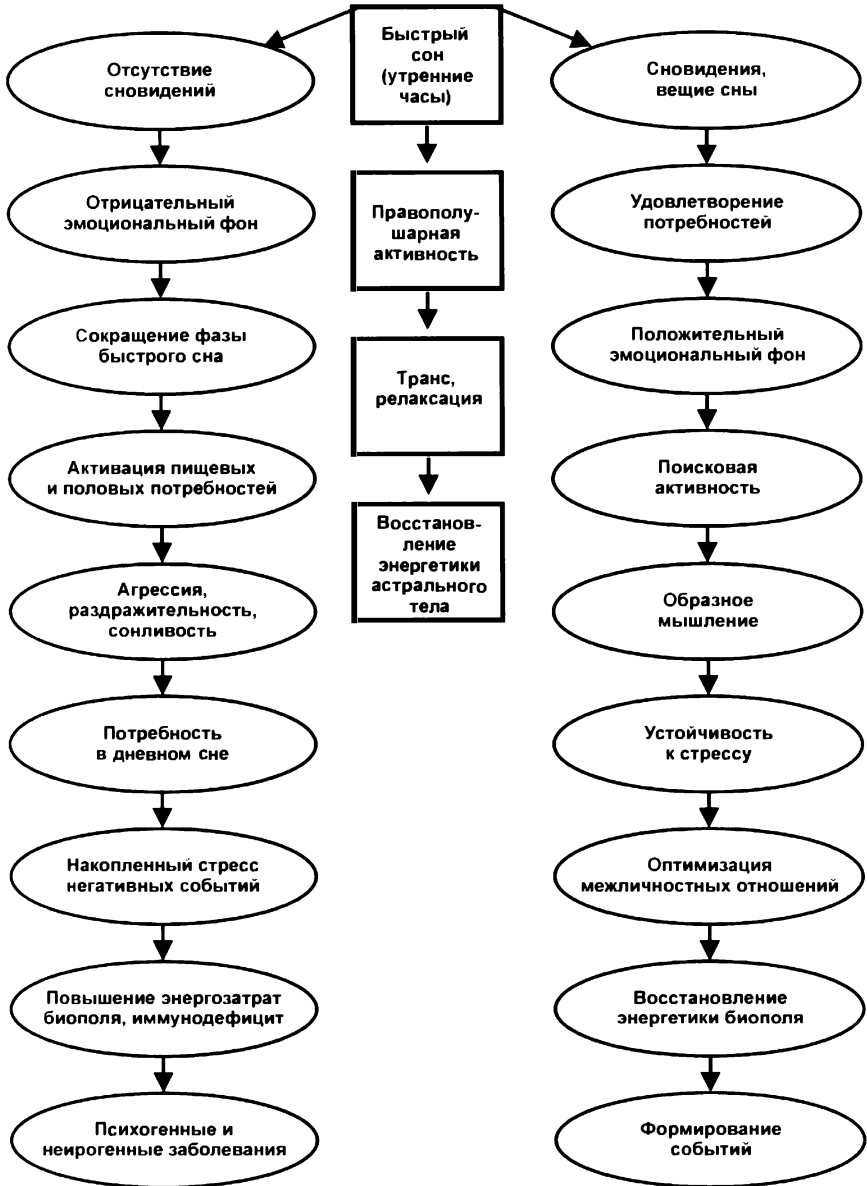 Быстрый
сон
(утренние
часы)
Отсутствие
сновидений
Сновидения,
вещие сны
Отрицательный
эмоциональный фон
Правополу-
шарная
активность
Удовлетворение
потребностей
Сокращение фазы
быстрого сна
Транс,
релаксация
Положительный
эмоциональный фон
Активация пищевых
и половых потребностей
Восстанов-
ление
энергетики
астрального
тела
Поисковая
активность
Агрессия,
раздражительность,
сонливость
Образное
мышление
Потребность
в дневном сне
Устойчивость
к стрессу
Накопленный стресс
негативных событий
Оптимизация
межличностных отношений
Повышение энергозатрат
биополя, иммунодефицит
Восстановление
энергетики биополя
Психогенные и
неирогенные заболевания
Формирование
событий